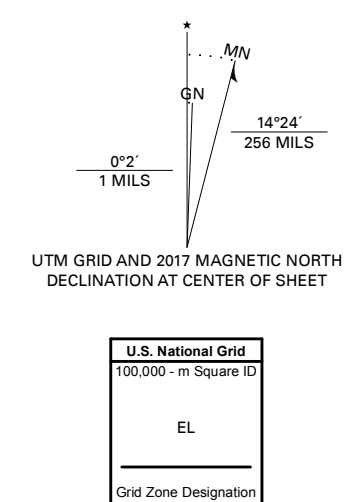 ★
MN
GN
14°24´
256 MILS
0°2´
1 MILS
UTM GRID AND 2017 MAGNETIC NORTH
DECLINATION AT CENTER OF SHEET
U.S. National Grid
100,000 - m Square ID
EL
Grid Zone Designation